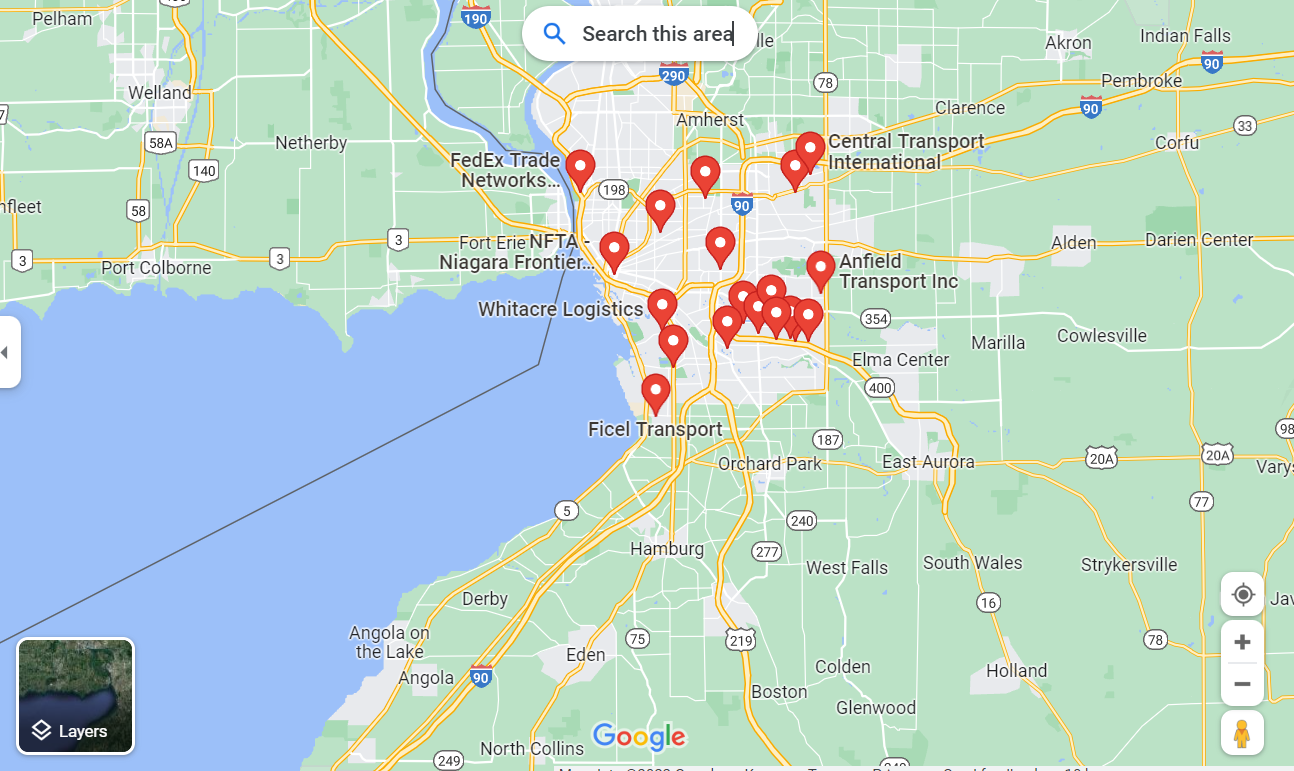 Pelham
190
Search this area
Akron
Indian Falls
90
290
78
Pembroke
Welland
Clarence
90
Amherst
33
58A
Netherby
Central Transport
International
Corfu
FedEx Trade
Networks...
140
198
90
58
3
Fort Erie
NFTA -
Niagara Frontier...
Alden
Darien Center
3
3
Port Colborne
Anfield
Transport Inc
Whitacre Logistics
354
Marilla
Cowlesville
Elma Center
400
Ficel Transport
187
98
Orchard Park
East Aurora
20A
20A
77
5
240
Hamburg
277
West Falls
South Wales
Strykersville
Derby
16
Angola on
the Lake
75
219
78
Eden
Colden
Holland
Angola
90
Boston
Glenwood
Layers
Google
North Collins
249